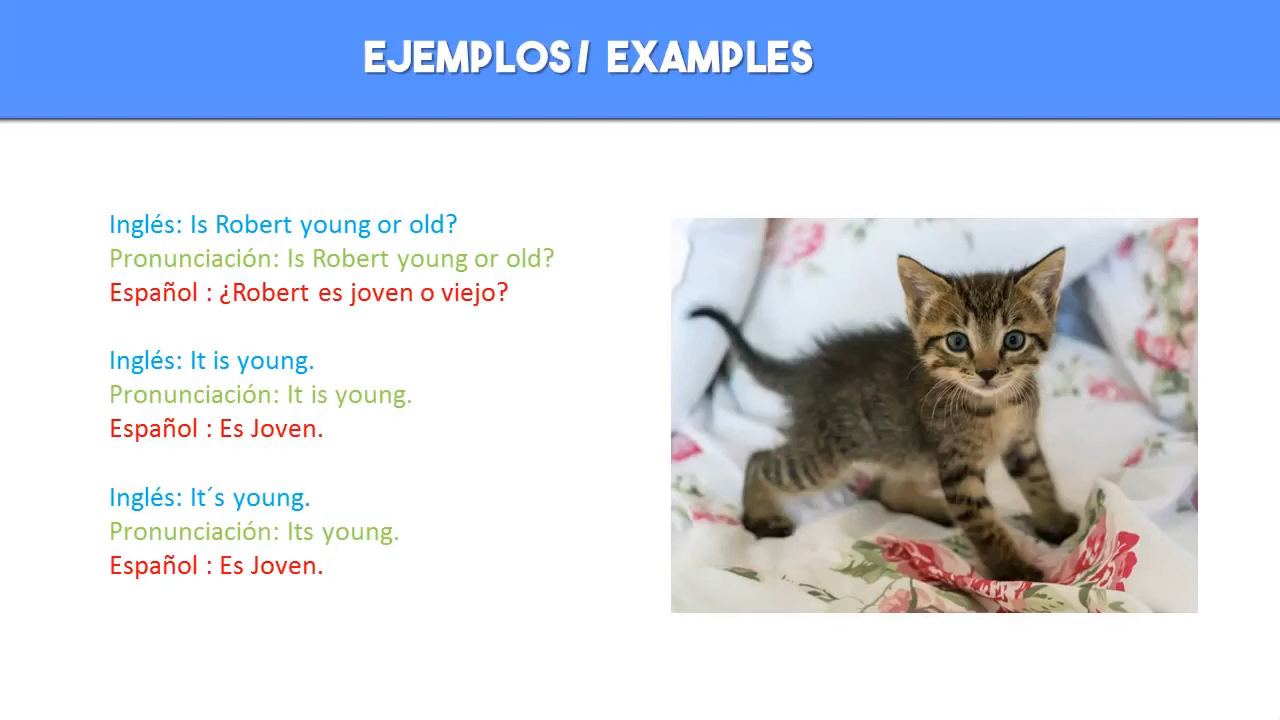 EJEMPLOS/ EXAMPLES
Inglés: Is Robert young or old?
Pronunciación: Is Robert young or old?
Español : ¿Robert es joven o viejo?
Inglés: It is young.
Pronunciación: It is young.
Español : Es Joven.
Inglés: It´s young.
Pronunciación: Its young.
Español : Es Joven.